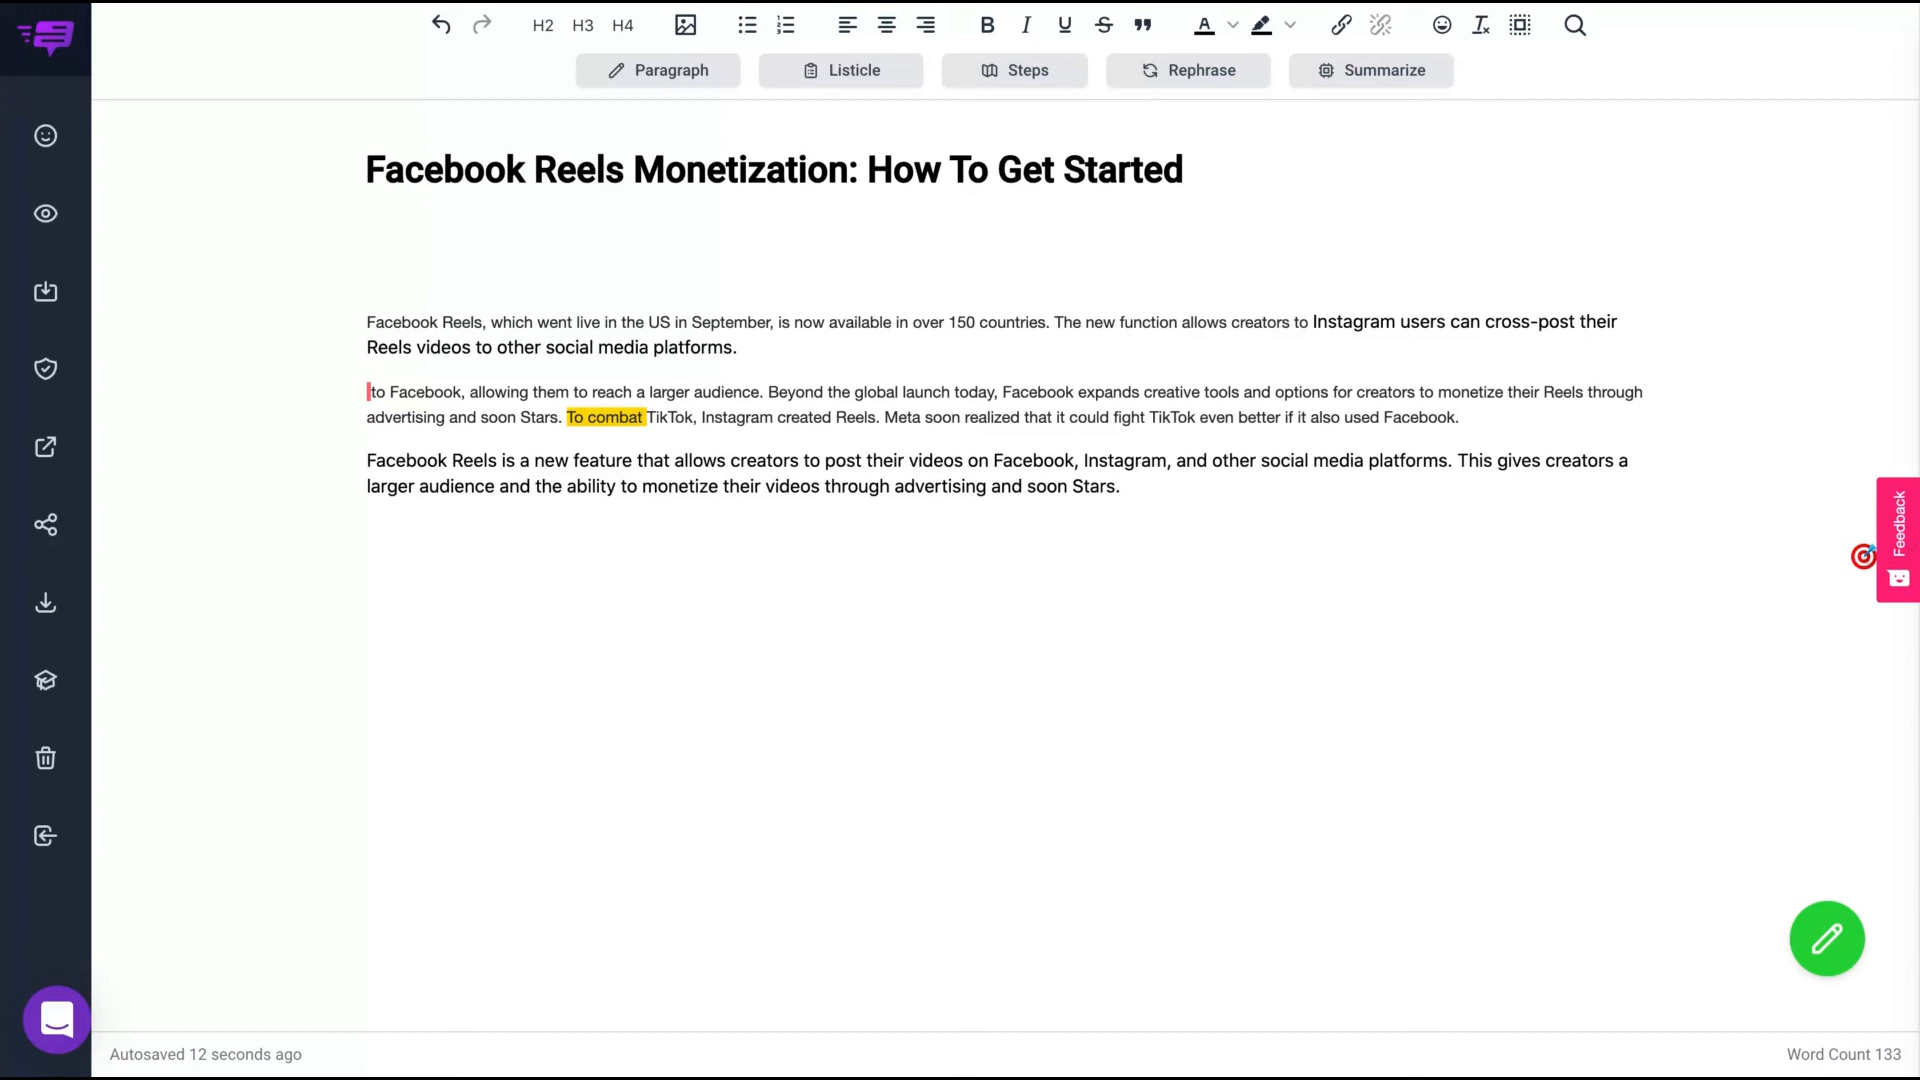 H2 H3 H4 B I U S A
Paragraph Listicle Steps Rephrase Summarize
Facebook Reels Monetization: How To Get Started
Facebook Reels, which went live in the US in September, is now available in over 150 countries. The new function allows creators to Instagram users can cross-post their
Reels videos to other social media platforms.
to Facebook, allowing them to reach a larger audience. Beyond the global launch today, Facebook expands creative tools and options for creators to monetize their Reels through
advertising and soon Stars. To combat TikTok, Instagram created Reels. Meta soon realized that it could fight TikTok even better if it also used Facebook.
Facebook Reels is a new feature that allows creators to post their videos on Facebook, Instagram, and other social media platforms. This gives creators a
larger audience and the ability to monetize their videos through advertising and soon Stars.
Feedback
Autosaved 12 seconds ago
Word Count 133